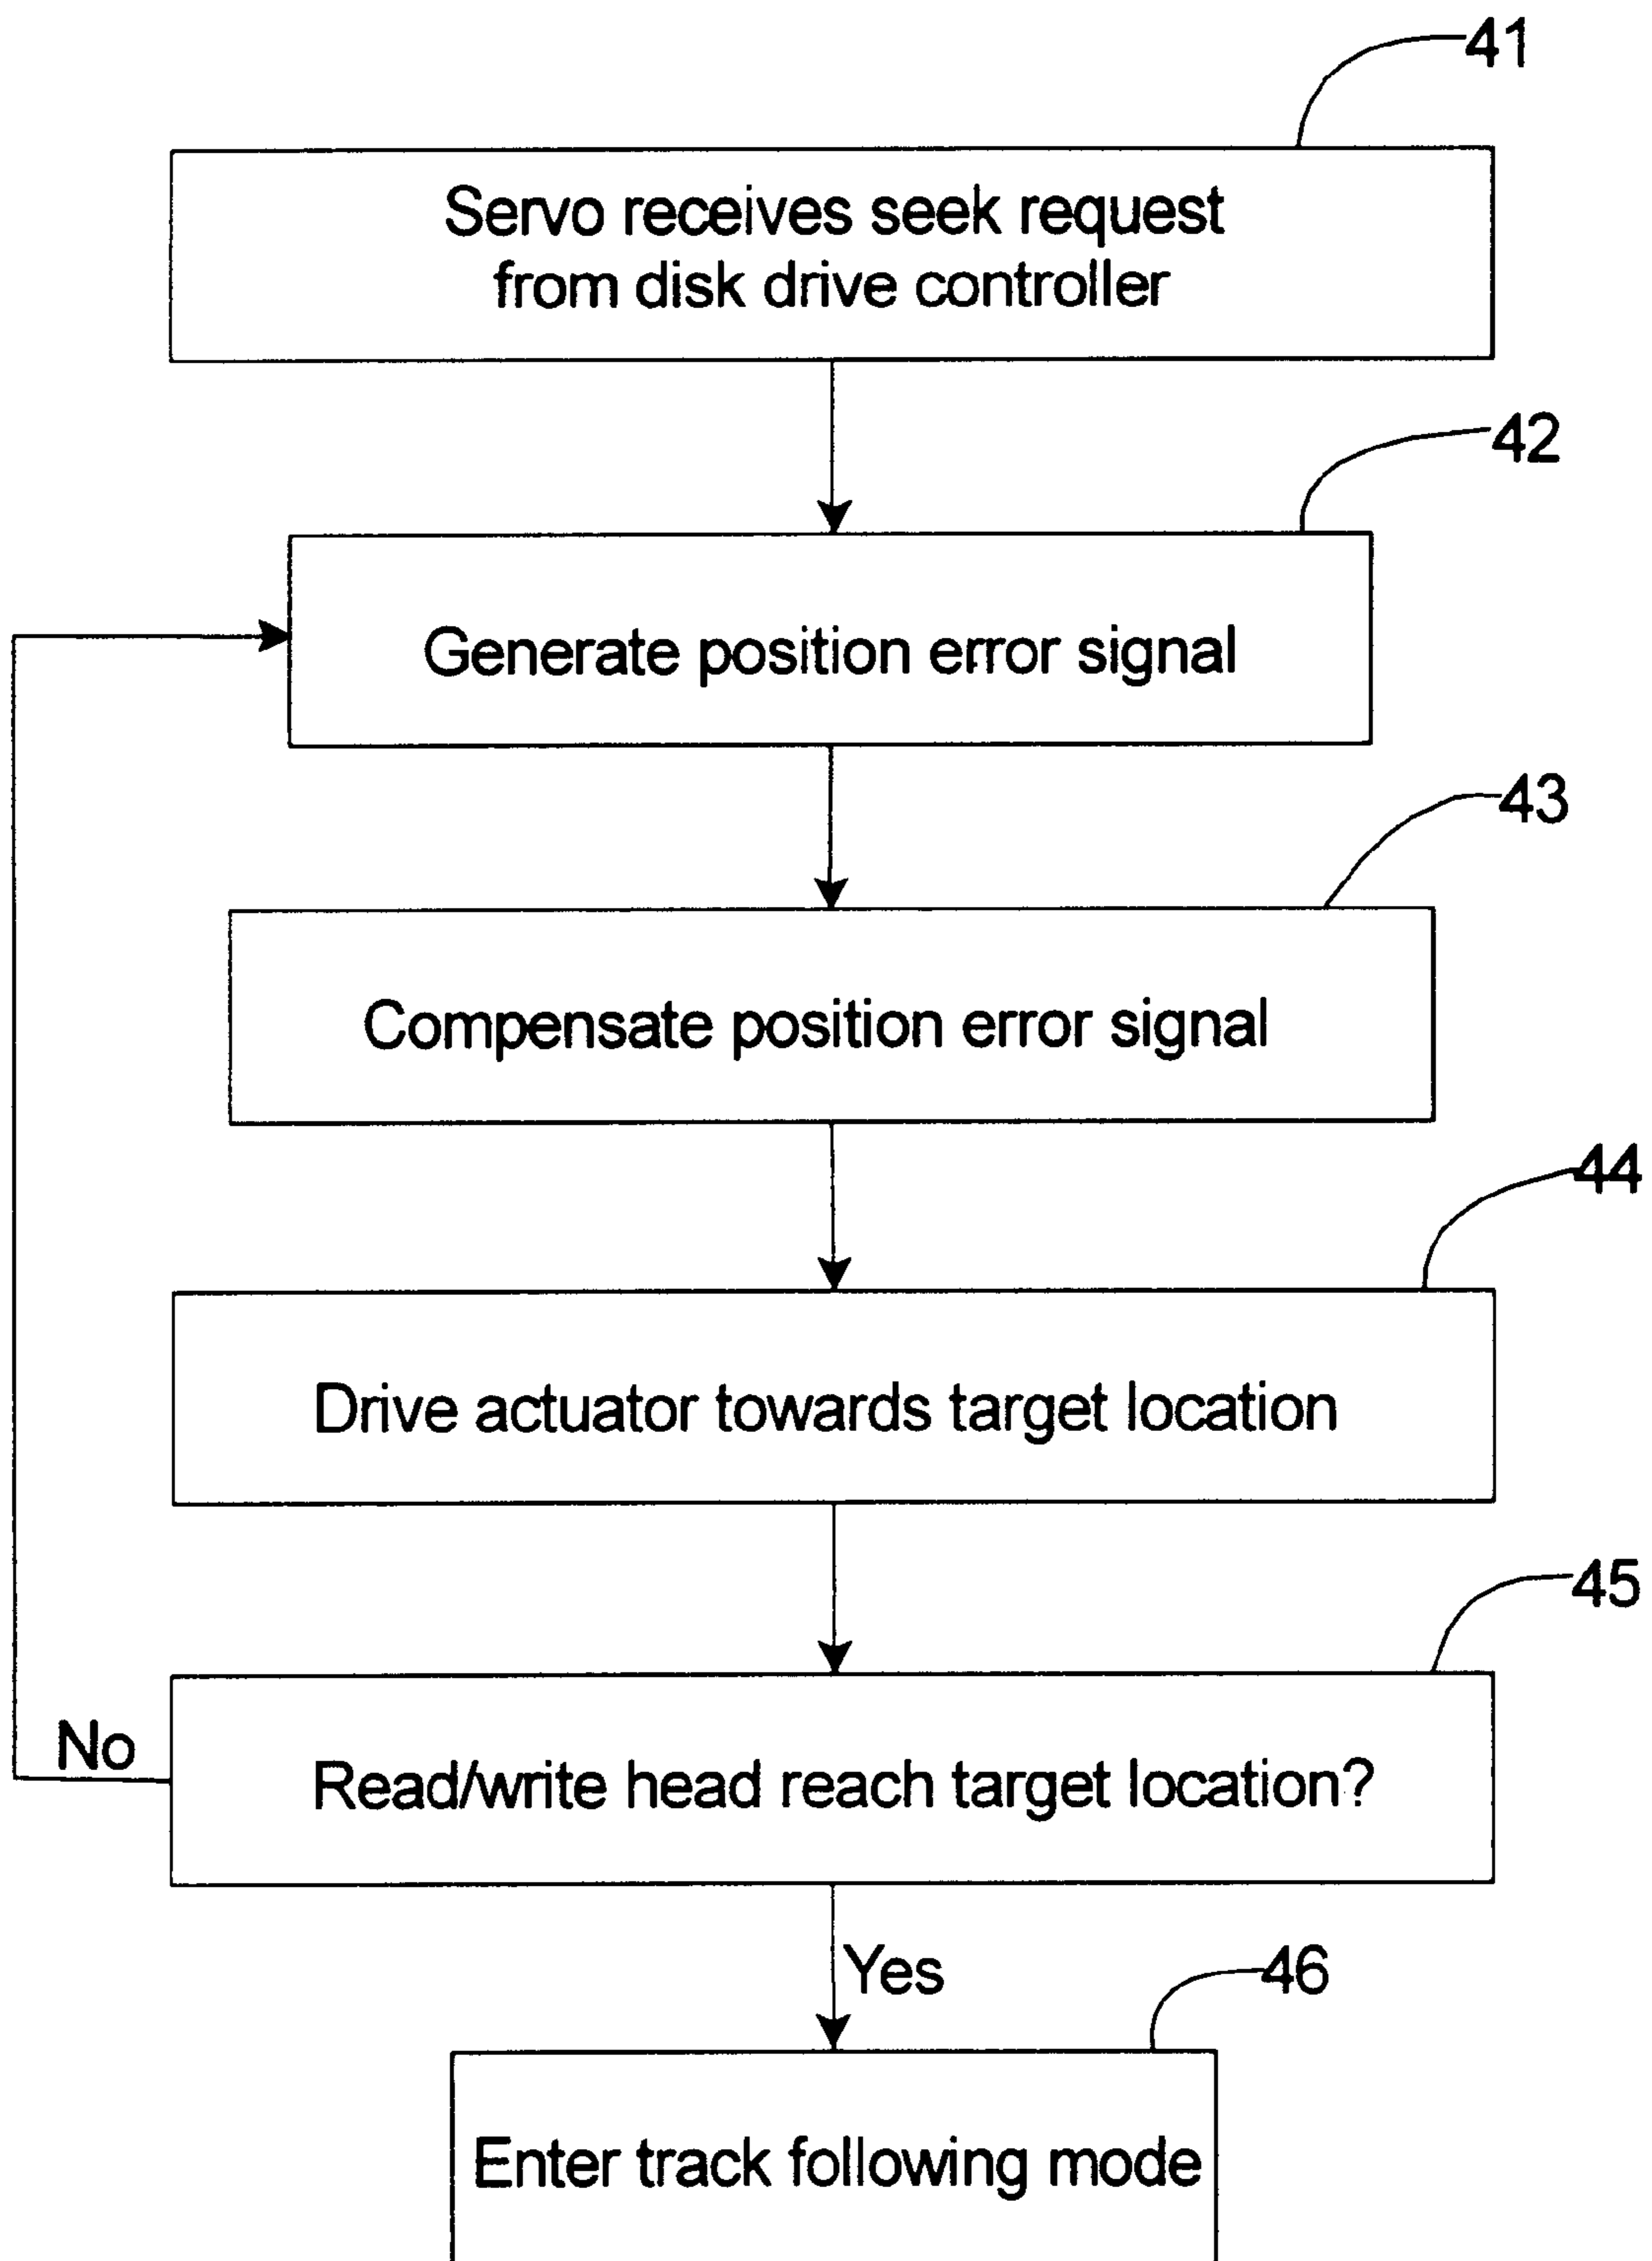 41
Servo receives seek request
from disk drive controller
42
Generate position error signal
43
Compensate position error signal
44
Drive actuator towards target location
45
No
Read/write head reach target location?
Yes
46
Enter track following mode